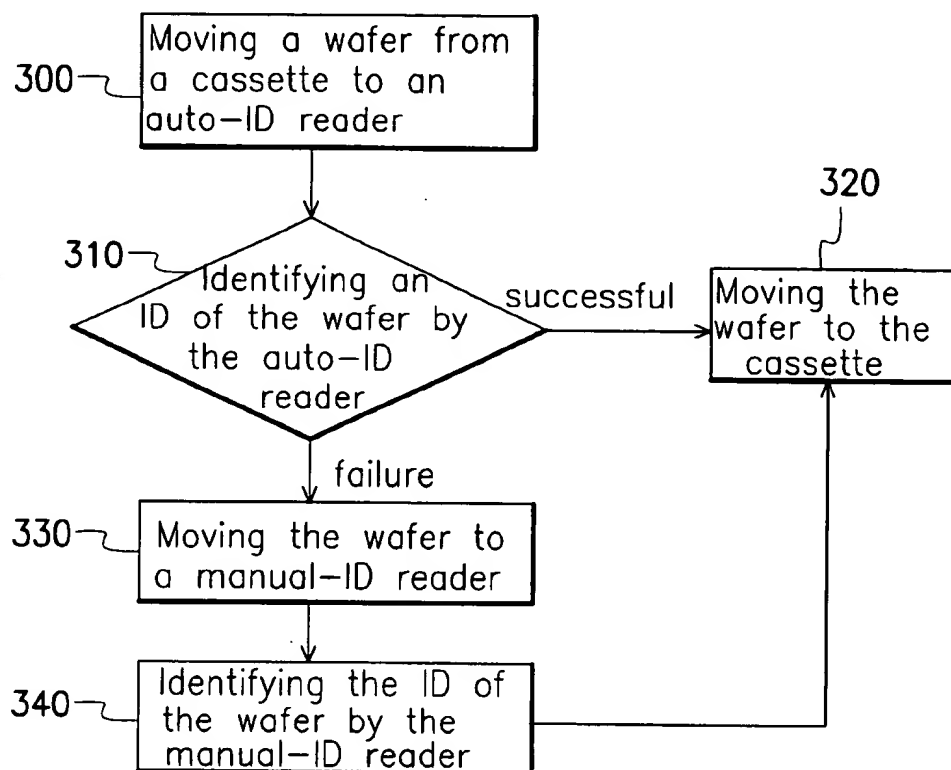 Moving a wafer from
a cassette to an
auto-ID reader
300
310
Identifying an
ID of the wafer by
the auto-ID
reader
successful
320
Moving the
wafer to the
cassette
failure
330
Moving the wafer to
a manual-ID reader
340
Identifying the ID of
the wafer by the
manual-ID reader